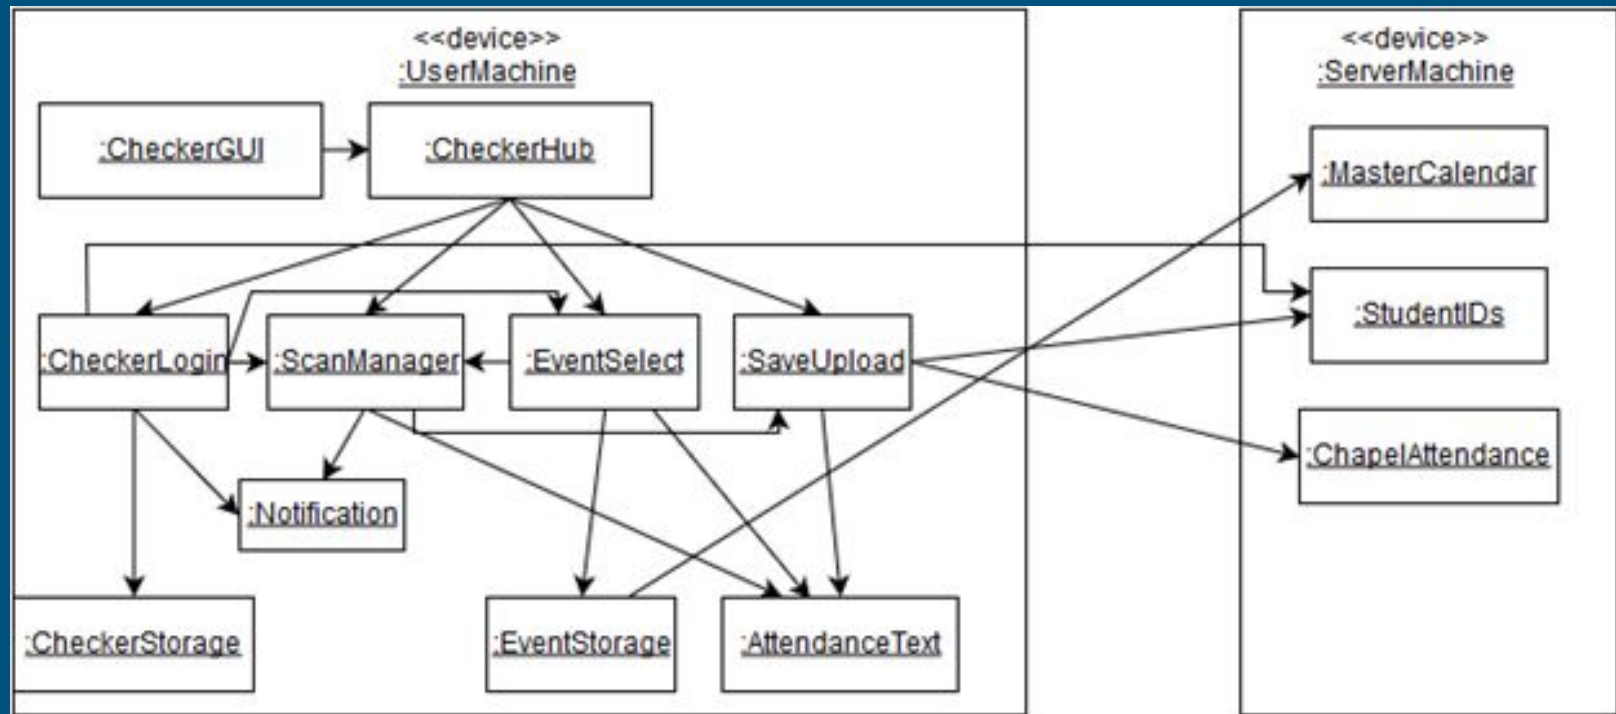 <<device>>
:UserMachine
:CheckerGUI
:CheckerHub
:CheckerLogin
:ScanManager
:EventSelect
:SaveUpload
:Notification
:CheckerStorage
:EventStorage
:AttendanceText
<<device>>
:ServerMachine
:MasterCalendar
:StudentIDs
:ChapelAttendance